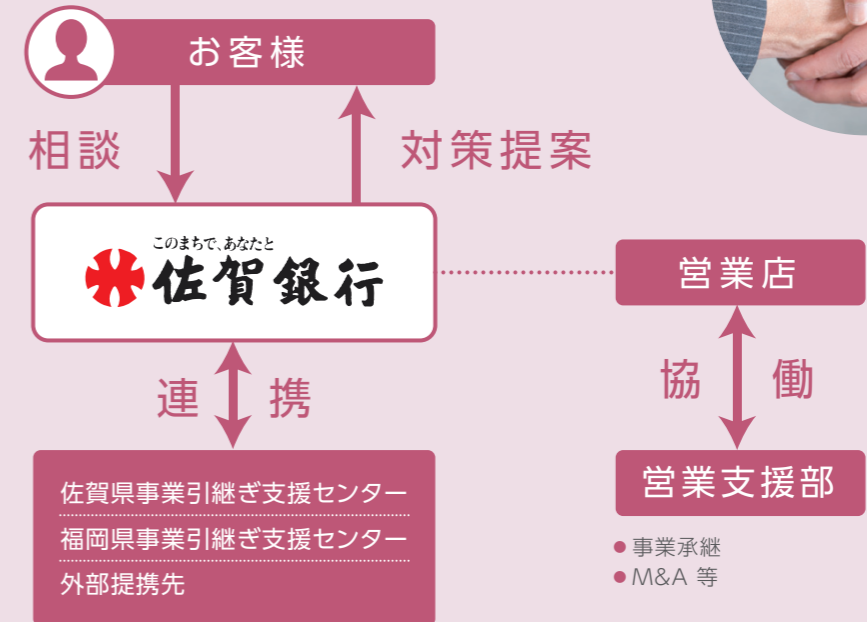 お客様
相談
対策提案
このまちで、あなたと
佐賀銀行
営業店
連携
協働
佐賀県事業引継ぎ支援センター
福岡県事業引継ぎ支援センター
外部提携先
営業支援部
●事業承継
●M&A 等